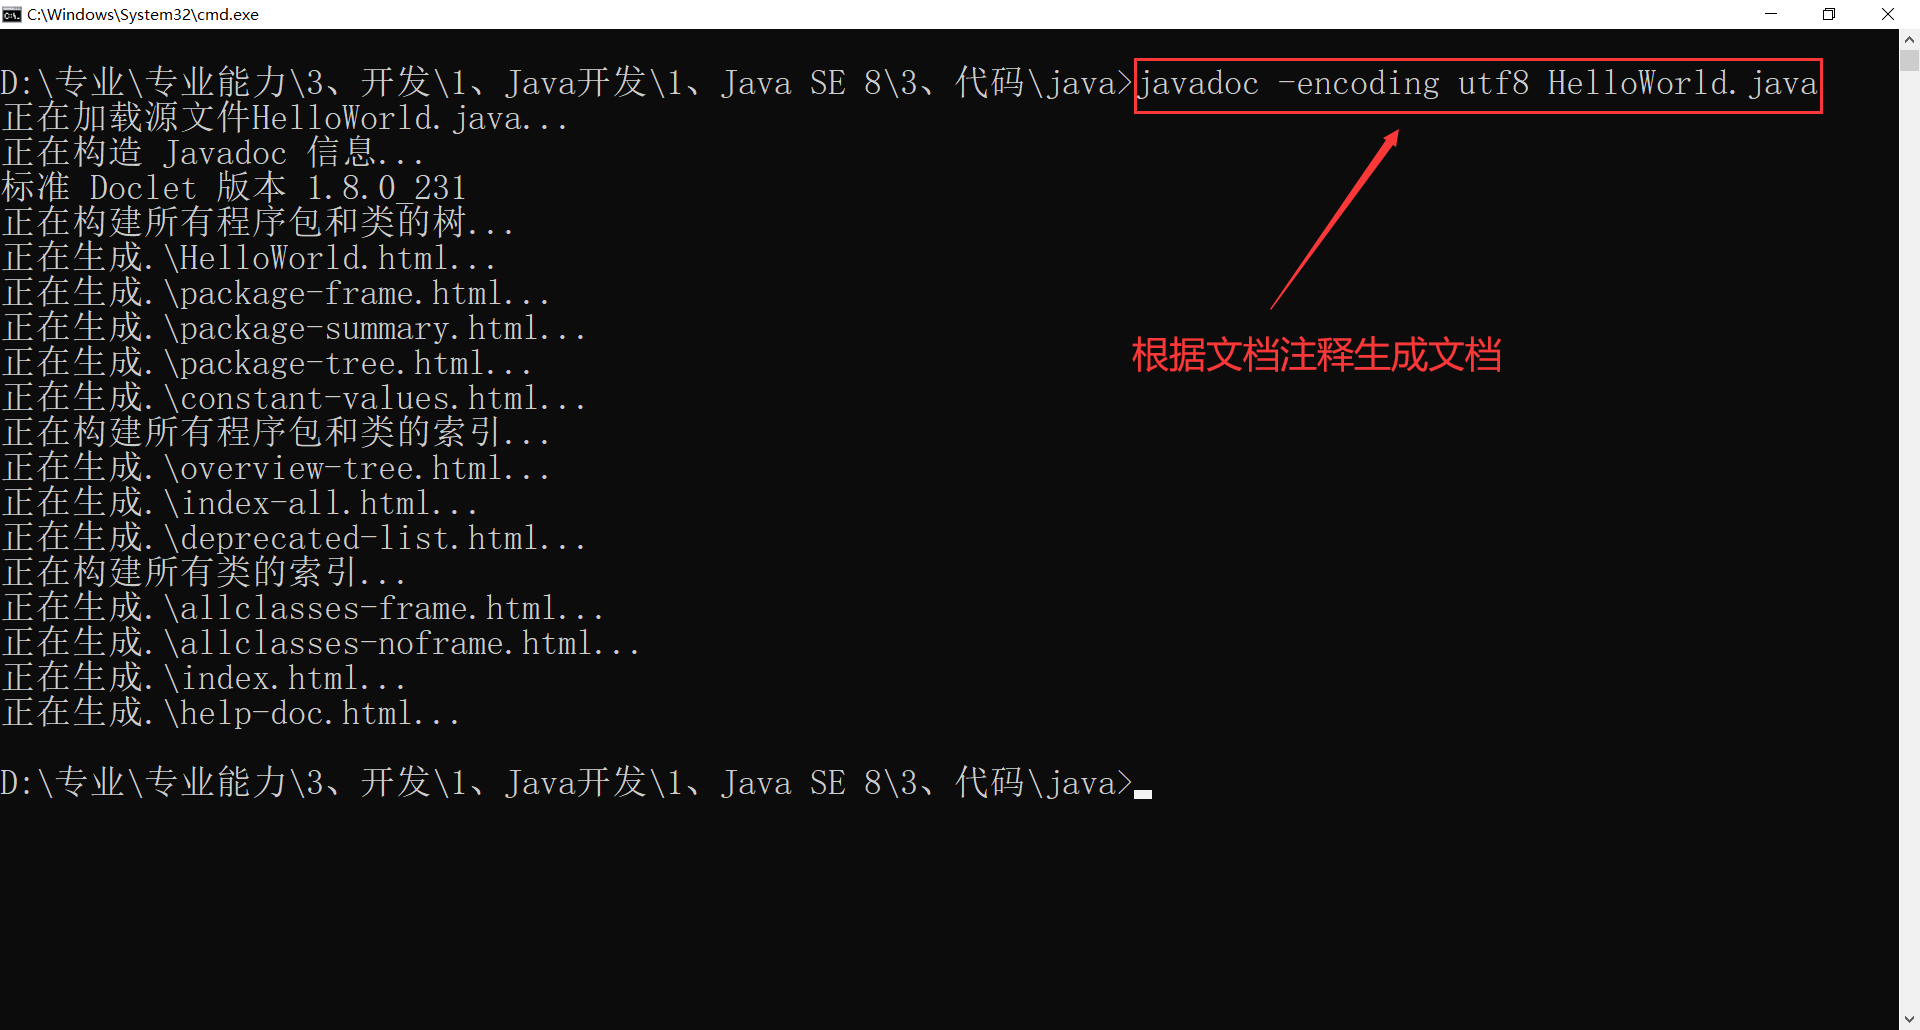 C:\Windows\System32\cmd.exe
D:\专业\专业能力\3、开发\1、Java开发\1、Java SE 8\3、代码\java>javadoc -encoding utf8 HelloWorld.java
正在加载源文件HelloWorld.java...
正在构造 Javadoc 信息...
标准 Doclet 版本 1.8.0_231
正在构建所有程序包和类的树...
正在生成.\HelloWorld.html...
正在生成.\package-frame.html...
正在生成.\package-summary.html...
正在生成.\package-tree.html...
正在生成.\constant-values.html...
正在构建所有程序包和类的索引...
正在生成.\overview-tree.html...
正在生成.\index-all.html...
正在生成.\deprecated-list.html...
正在构建所有类的索引...
正在生成.\allclasses-frame.html...
正在生成.\allclasses-noframe.html...
正在生成.\index.html...
正在生成.\help-doc.html...
D:\专业\专业能力\3、开发\1、Java开发\1、Java SE 8\3、代码\java>
根据文档注释生成文档